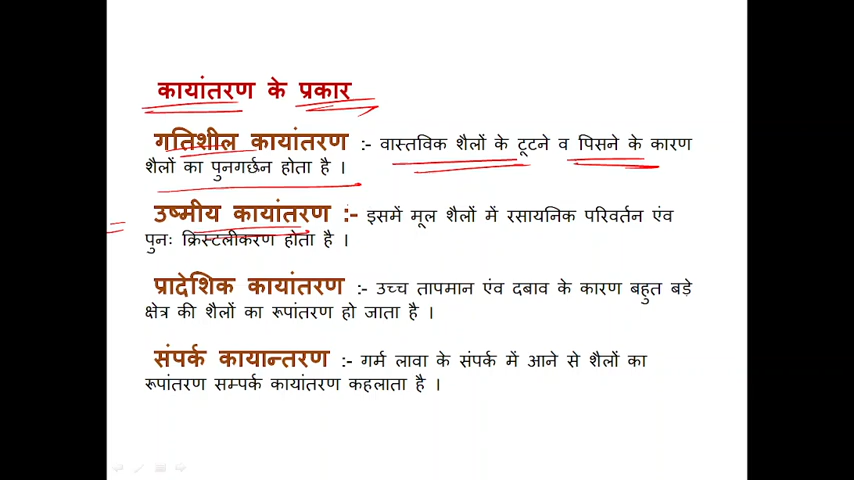 कायांतरण के प्रकार
गतिशील कायांतरण :- वास्तविक शैलों के टूटने व पिसने के कारण
शैलों का पुनगर्छन होता है ।
उष्मीय कायांतरण :- इसमें मूल शैलों में रसायनिक परिवर्तन एंव
पुनः क्रिस्टलीकरण होता है ।
प्रादेशिक कायांतरण :- उच्च तापमान एंव दबाव के कारण बहुत बड़े
क्षेत्र की शैलों का रूपांतरण हो जाता है ।
संपर्क कायान्तरण :- गर्म लावा के संपर्क में आने से शैलों का
रूपांतरण सम्पर्क कायांतरण कहलाता है ।